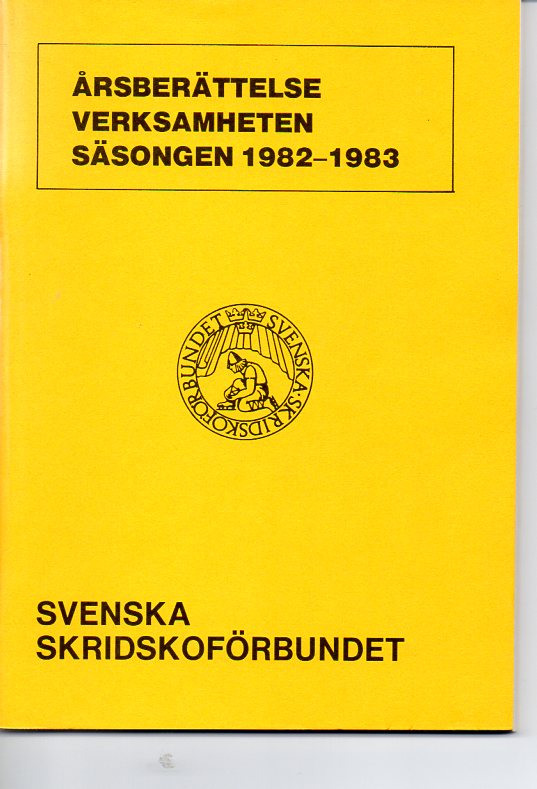 ÅRSBERÄTTELSE
VERKSAMHETEN
SÄSONGEN 1982–1983
SVENSKA · SKRIDSKOFÖRBUNDET
SVENSKA
SKRIDSKOFÖRBUNDET